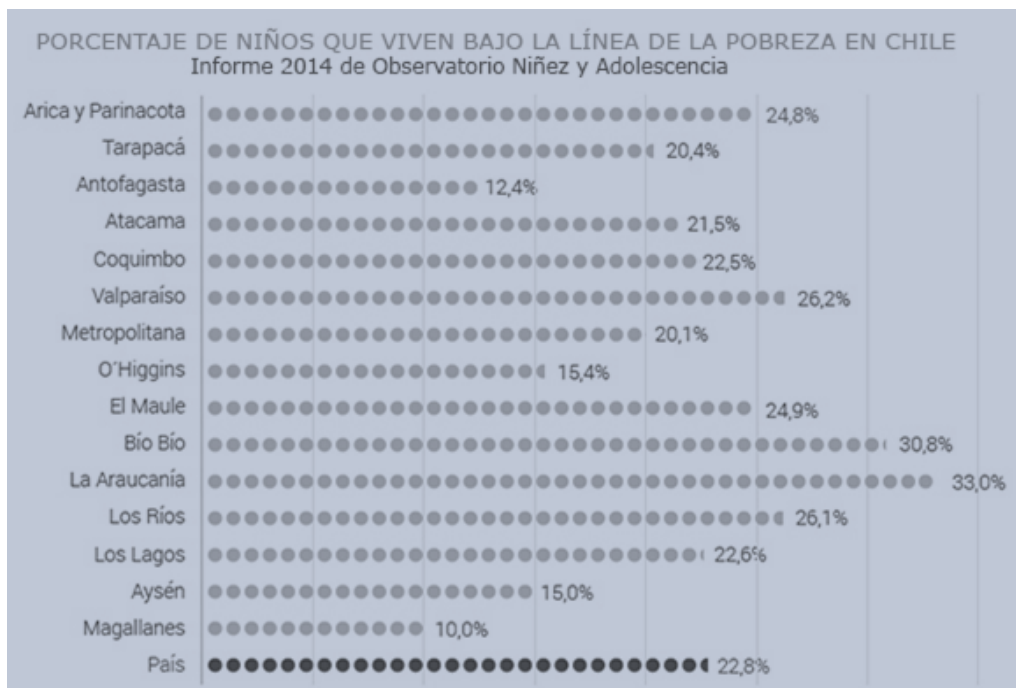 PORCENTAJE DE NIÑOS QUE VIVEN BAJO LA LÍNEA DE LA POBREZA EN CHILE
Informe 2014 de Observatorio Niñez y Adolescencia
Arica y Parinacota 24,8%
Tarapacá 20,4%
Antofagasta 12,4%
Atacama 21,5%
Coquimbo 22,5%
Valparaíso 26,2%
Metropolitana 20,1%
O´Higgins 15,4%
El Maule 24,9%
Bío Bío 30,8%
La Araucanía 33,0%
Los Ríos 26,1%
Los Lagos 22,6%
Aysén 15,0%
Magallanes 10,0%
País 22,8%